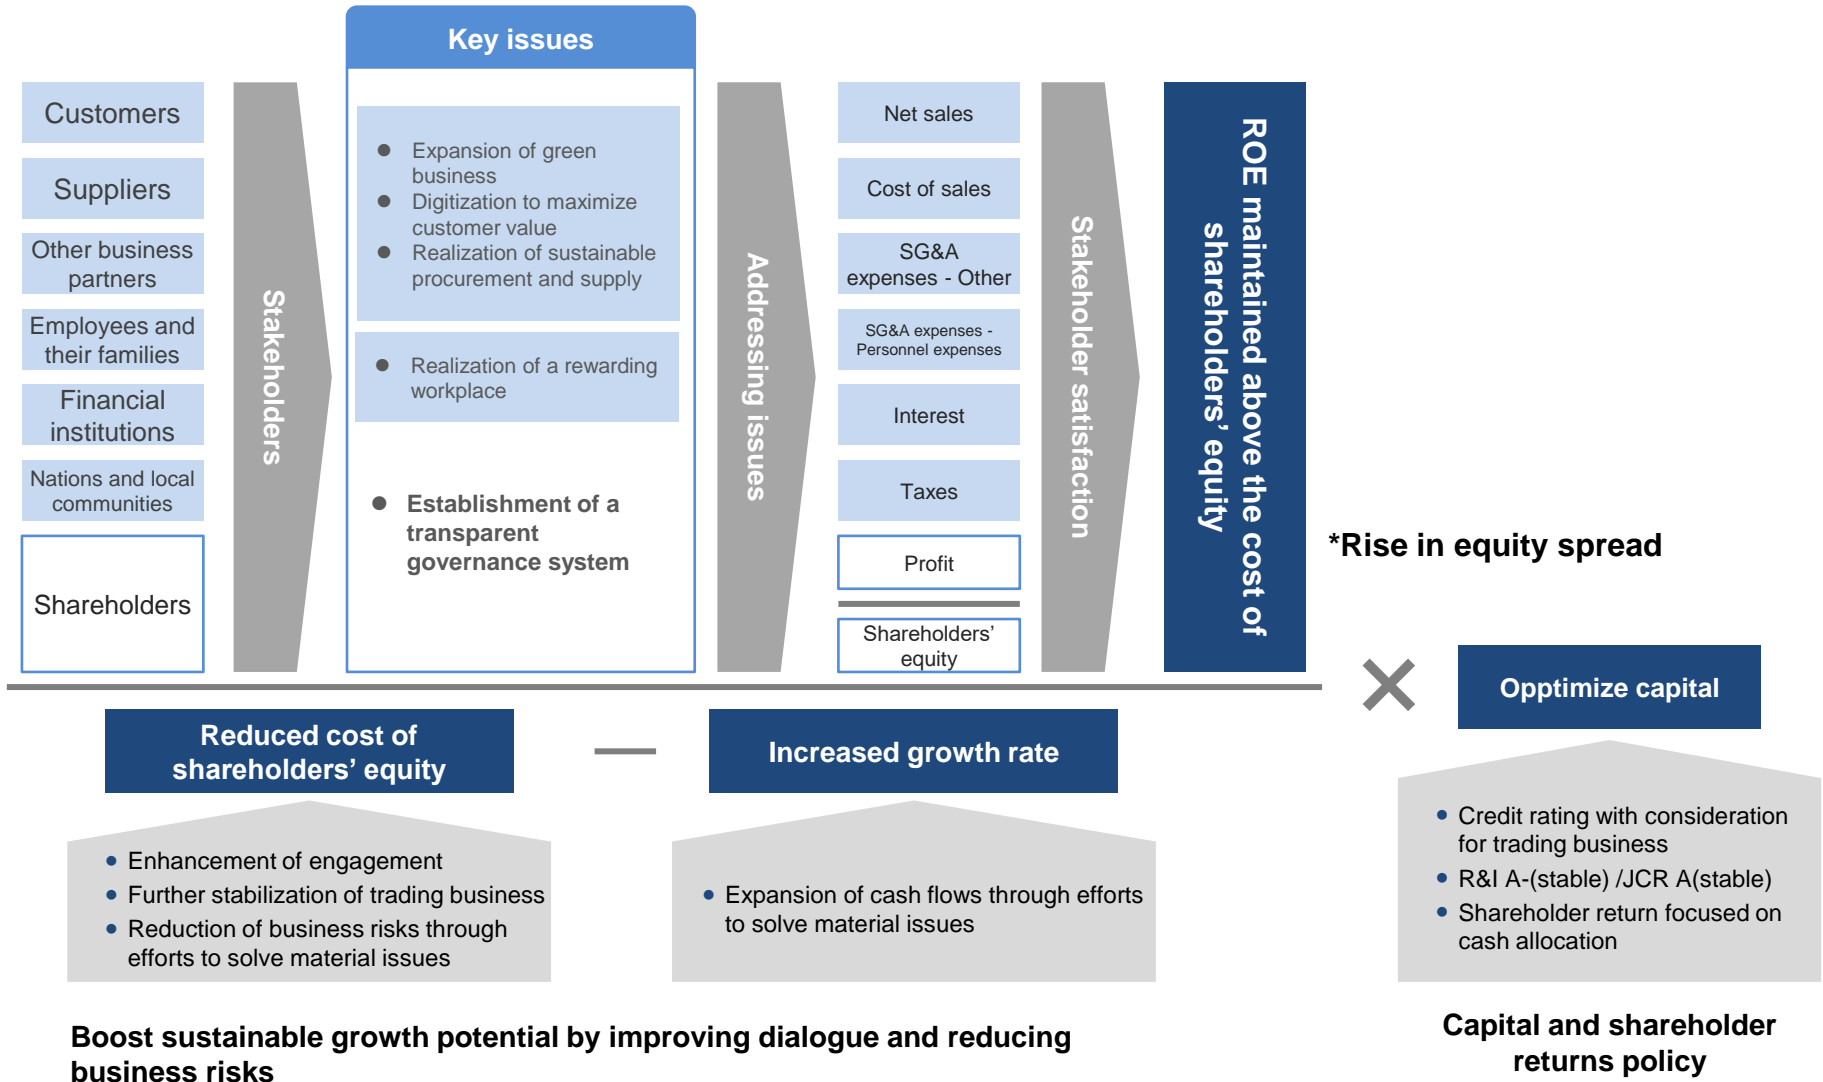 Key issues
Customers
Suppliers
Other business
partners
Employees and
their families
Financial
institutions
Nations and local
communities
Shareholders
Stakeholders
● Expansion of green
business
● Digitization to maximize
customer value
● Realization of sustainable
procurement and supply
● Realization of a rewarding
workplace
● Establishment of a
transparent
governance system
Addressing issues
Net sales
Cost of sales
SG&A
expenses - Other
SG&A expenses -
Personnel expenses
Interest
Taxes
Profit
Shareholders’
equity
Stakeholder satisfaction
ROE maintained above the cost of
shareholders’ equity
*Rise in equity spread
Reduced cost of
shareholders’ equity
Increased growth rate
Opptimize capital
• Enhancement of engagement
• Further stabilization of trading business
• Reduction of business risks through
efforts to solve material issues
• Expansion of cash flows through efforts
to solve material issues
• Credit rating with consideration
for trading business
• R&I A-(stable) /JCR A(stable)
• Shareholder return focused on
cash allocation
Boost sustainable growth potential by improving dialogue and reducing
business risks
Capital and shareholder
returns policy